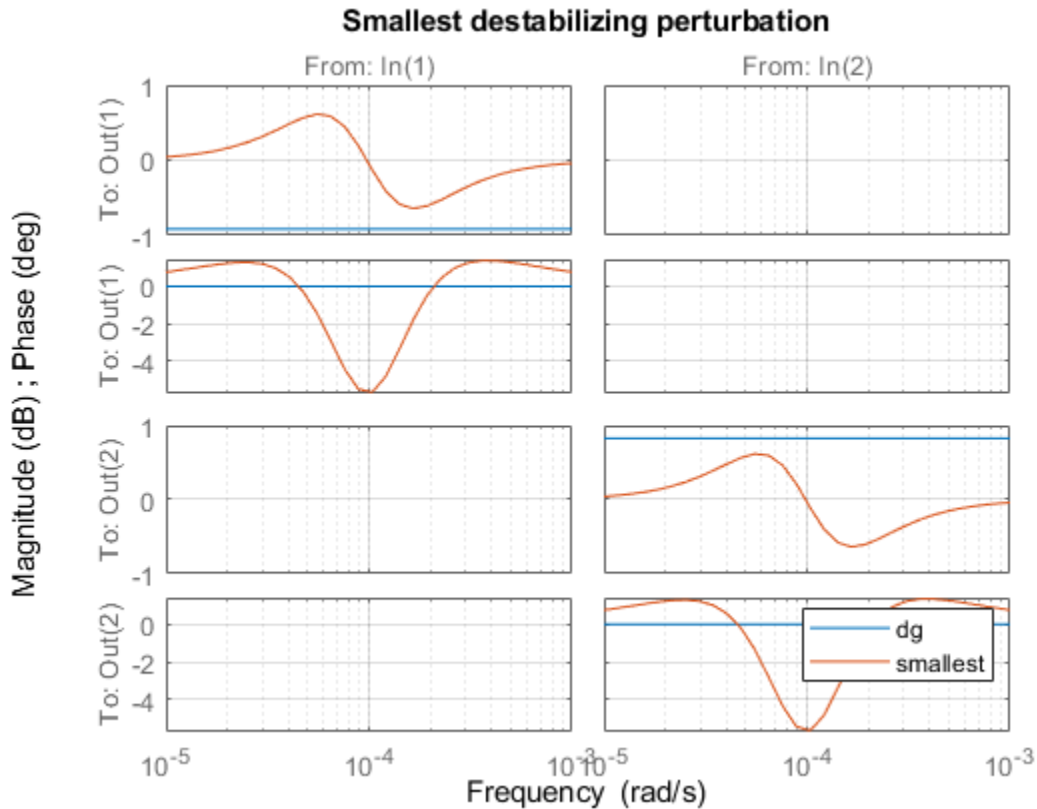 Smallest destabilizing perturbation
From: In(1)
From: In(2)
Magnitude (dB) ; Phase (deg)
To: Out(1)
1
0
-1
To: Out(1)
0
-2
-4
To: Out(2)
1
0
-1
To: Out(2)
0
-2
-4
dg
smallest
10^-5
10^-4
10^-3
10^-5
10^-4
10^-3
Frequency (rad/s)